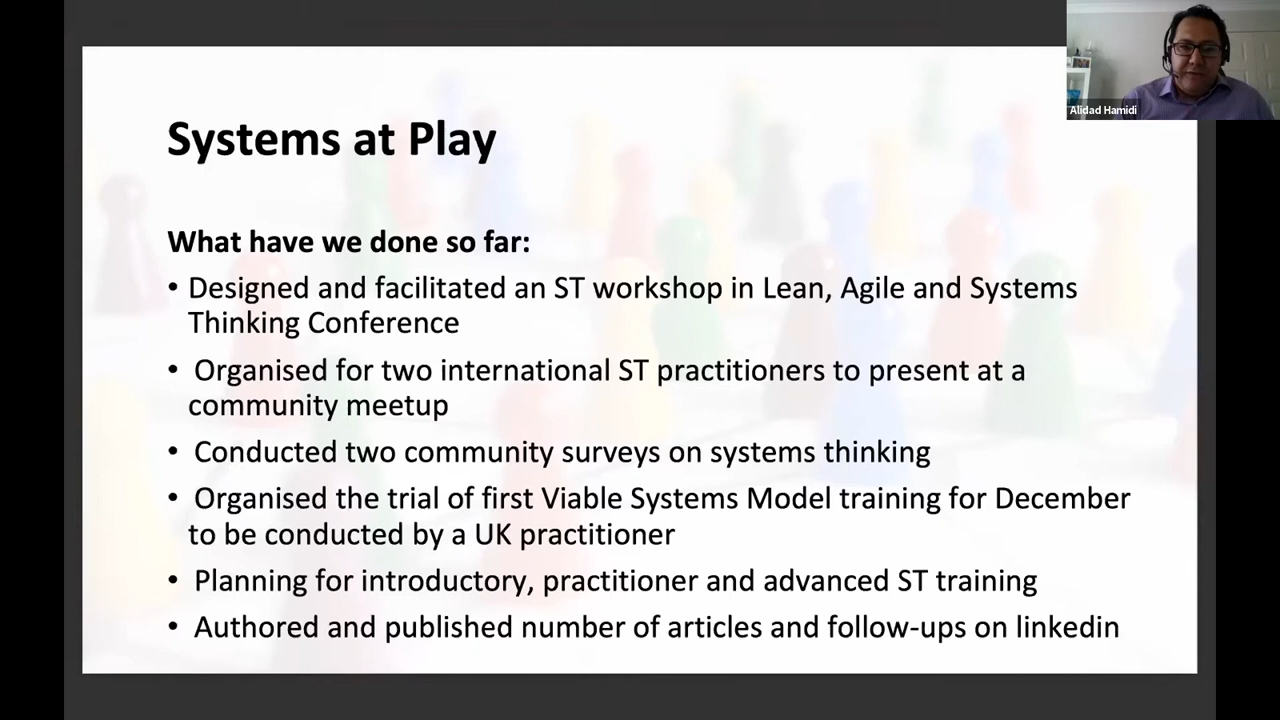 Alidad Hamidi
Systems at Play
What have we done so far:
• Designed and facilitated an ST workshop in Lean, Agile and Systems
Thinking Conference
• Organised for two international ST practitioners to present at a
community meetup
• Conducted two community surveys on systems thinking
• Organised the trial of first Viable Systems Model training for December
to be conducted by a UK practitioner
• Planning for introductory, practitioner and advanced ST training
• Authored and published number of articles and follow-ups on linkedin